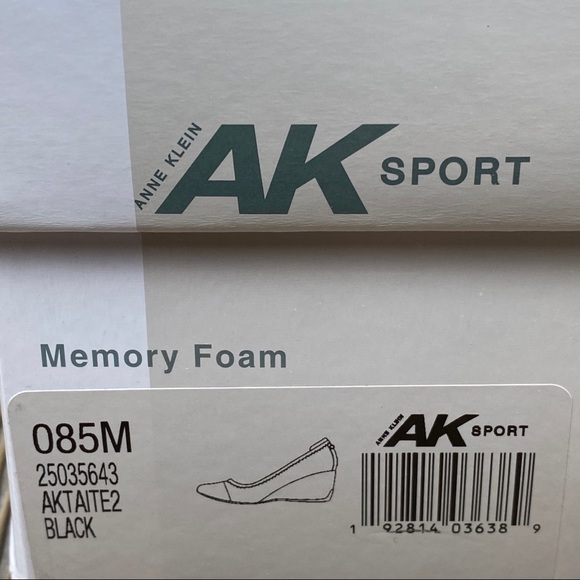 ANNE KLEIN AK SPORT
Memory Foam
085M
25035643
AKTAITE2
BLACK
ANNE KLEIN AK SPORT
1 92814 03638 9